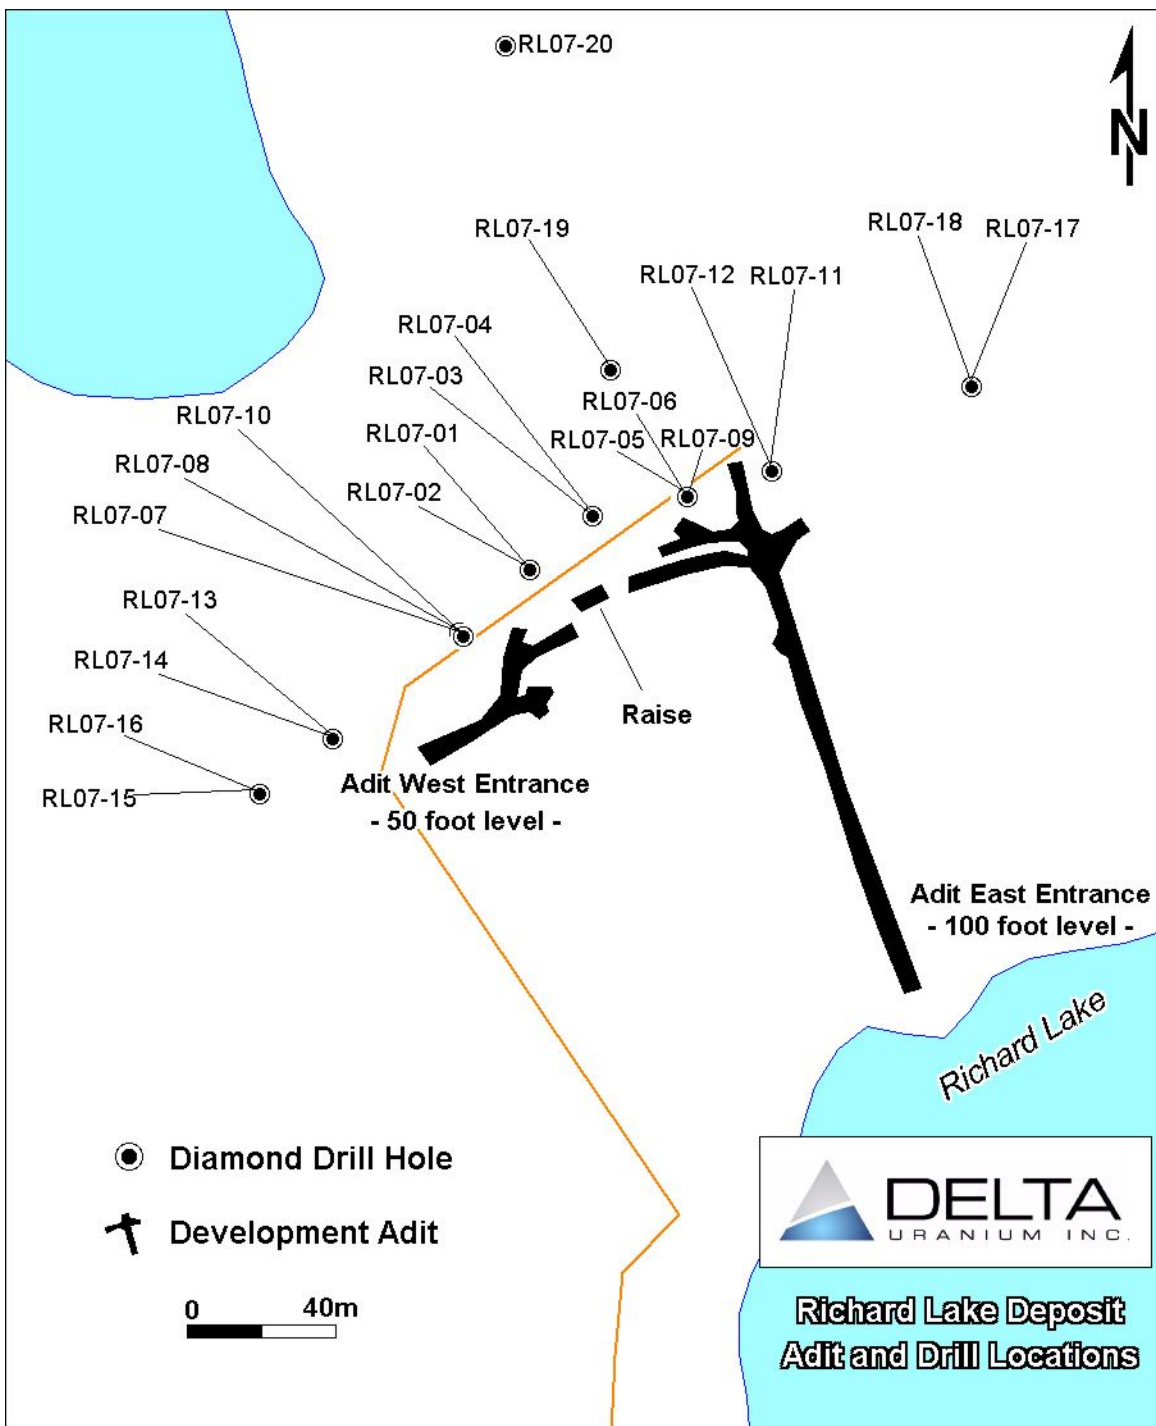 RL07-20
N
RL07-19
RL07-18
RL07-17
RL07-12
RL07-11
RL07-04
RL07-03
RL07-06
RL07-10
RL07-01
RL07-05
RL07-09
RL07-08
RL07-02
RL07-07
RL07-13
RL07-14
RL07-16
RL07-15
Raise
Adit West Entrance
- 50 foot level -
Adit East Entrance
- 100 foot level -
Richard Lake
Diamond Drill Hole
Development Adit
0 40m
DELTA
URANIUM INC.
Richard Lake Deposit
Adit and Drill Locations